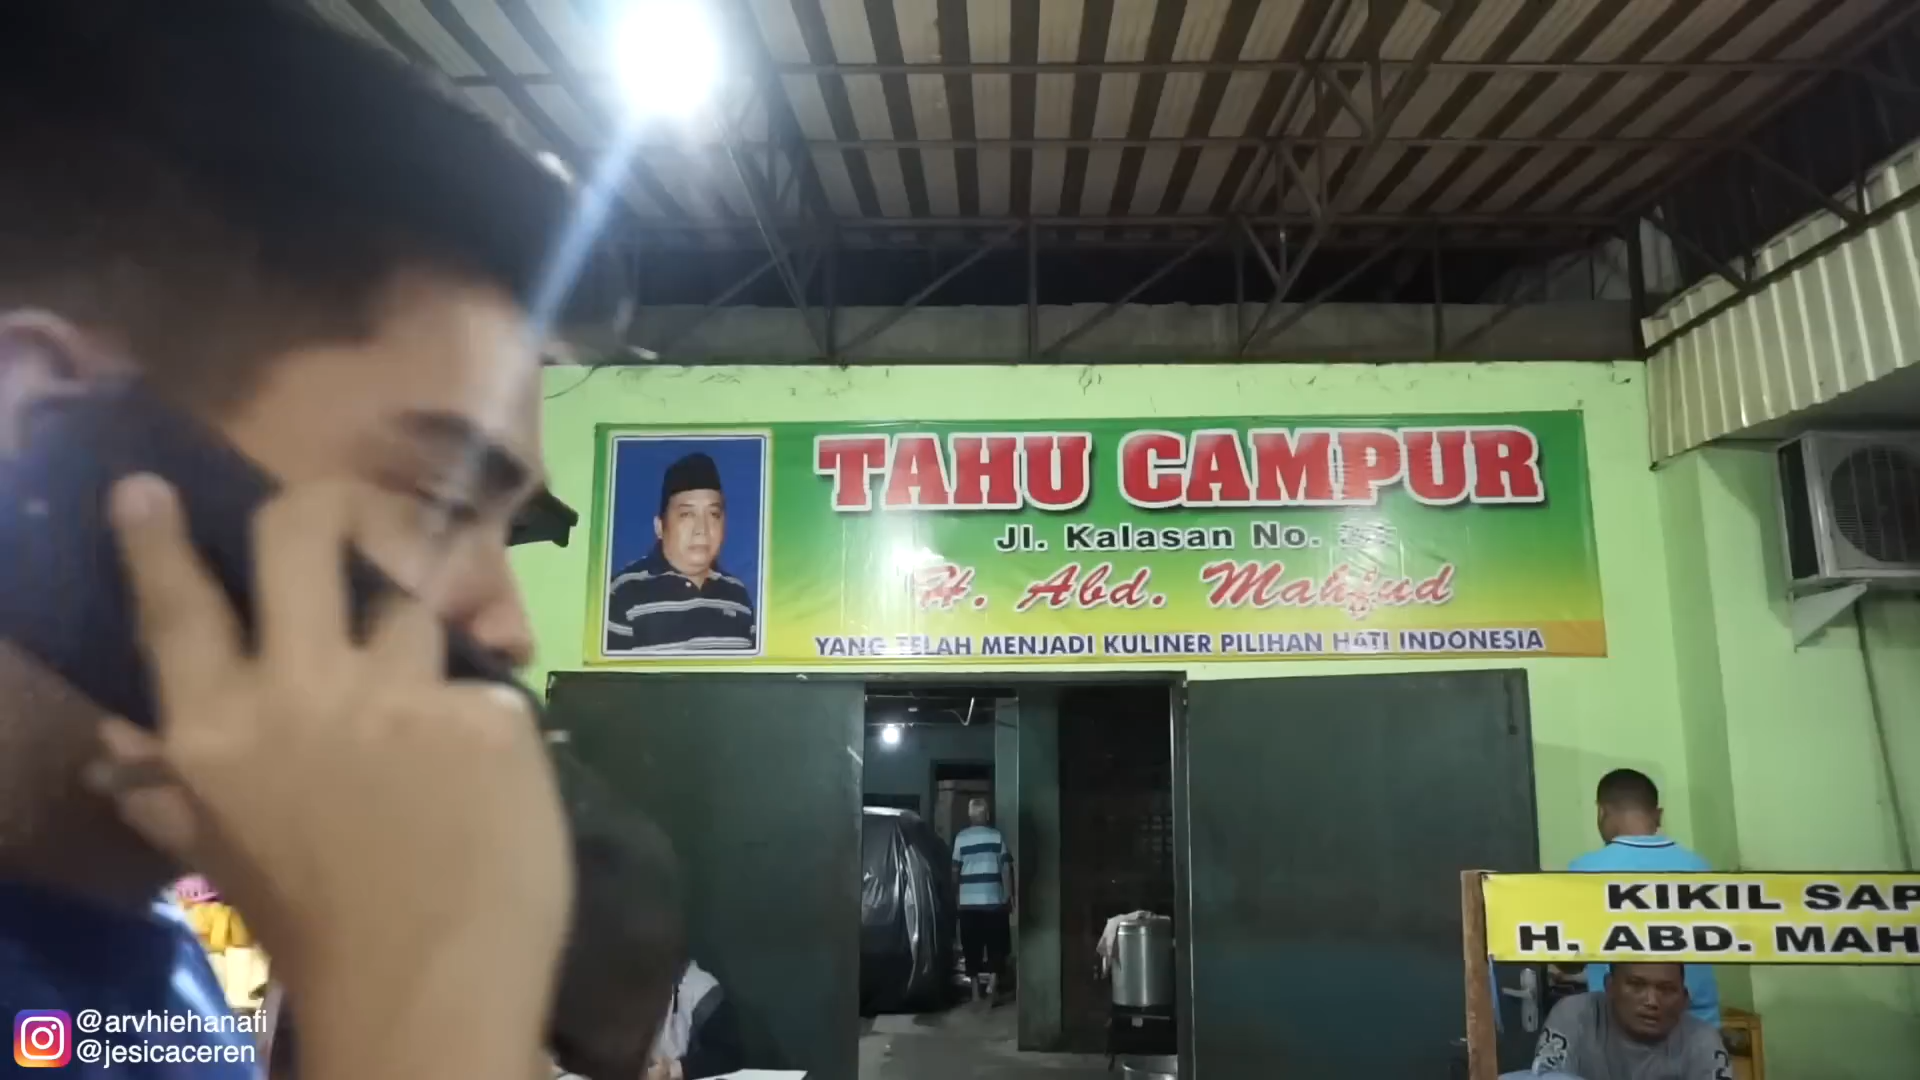 TAHU CAMPUR
Jl. Kalasan No.
H. Abd. Mahfud
YANG TELAH MENJADI KULINER PILIHAN HATI INDONESIA
KIKIL SAP
H. ABD. MAH
@arvhiehanafi
@jesicaceren